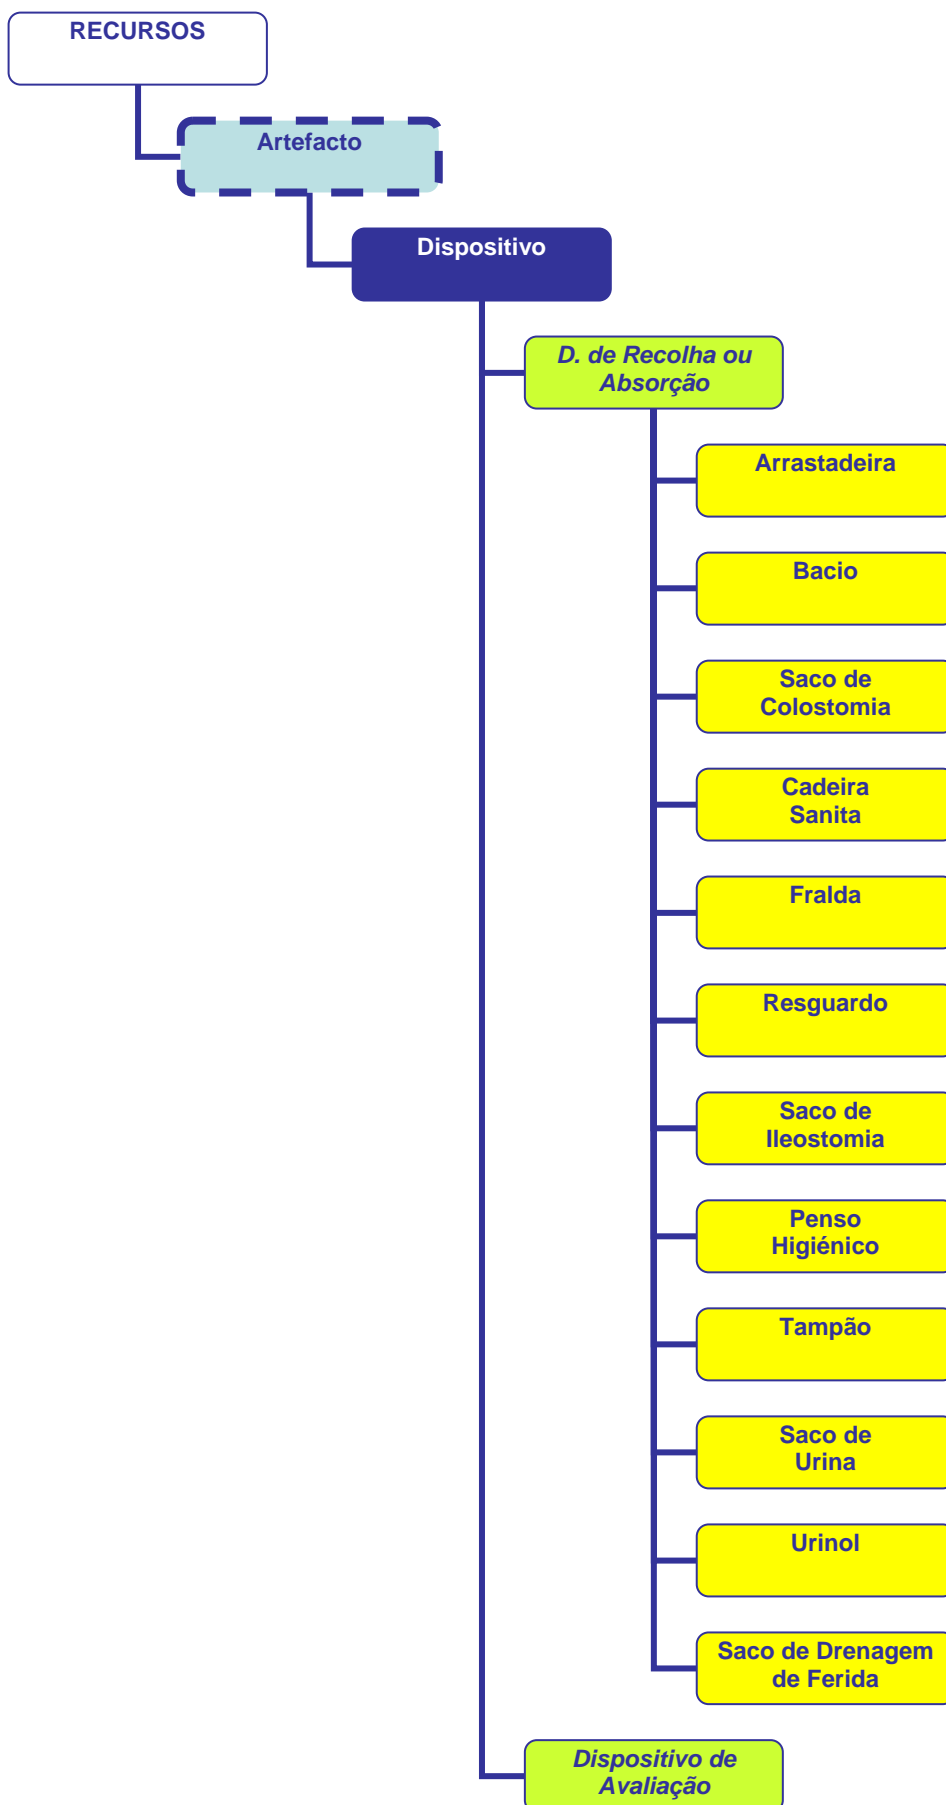 RECURSOS
Artefacto
Dispositivo
D. de Recolha ou
Absorção
Arrastadeira
Bacio
Saco de
Colostomia
Cadeira
Sanita
Fralda
Resguardo
Saco de
Ileostomia
Penso
Higiénico
Tampão
Saco de
Urina
Urinol
Saco de Drenagem
de Ferida
Dispositivo de
Avaliação